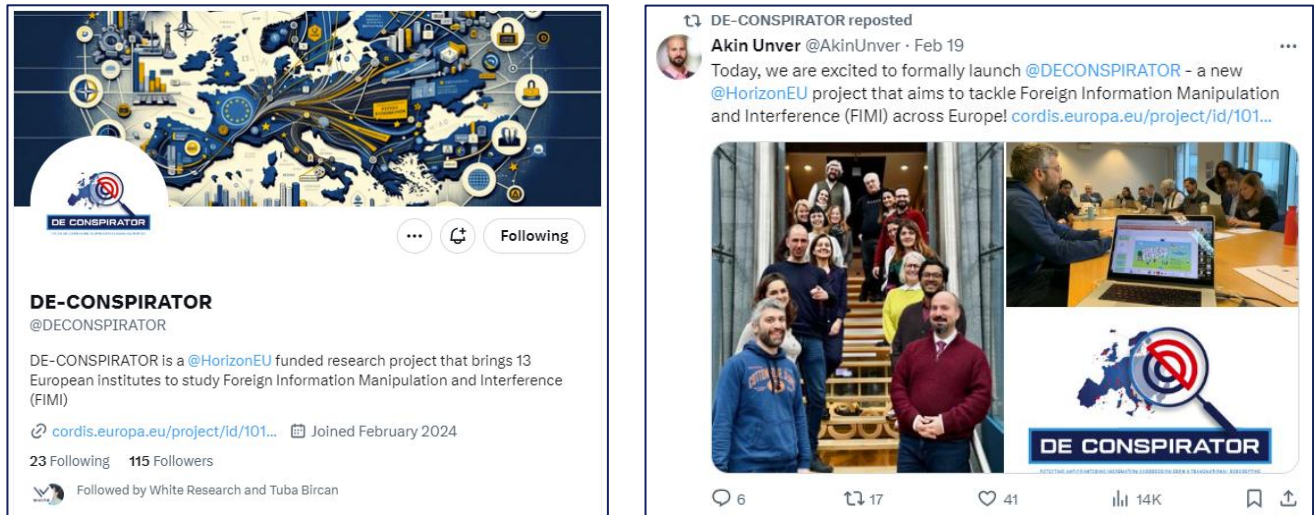 DE CONSPIRATOR
Following
DE-CONSPIRATOR
@DECONSPIRATOR
DE-CONSPIRATOR is a @HorizonEU funded research project that brings 13
European institutes to study Foreign Information Manipulation and Interference
(FIMI)
cordis.europa.eu/project/id/101... Joined February 2024
23 Following 115 Followers
Followed by White Research and Tuba Bircan
DE-CONSPIRATOR reposted
Akin Unver @AkinUnver · Feb 19
Today, we are excited to formally launch @DECONSPIRATOR - a new
@HorizonEU project that aims to tackle Foreign Information Manipulation
and Interference (FIMI) across Europe! cordis.europa.eu/project/id/101...
DE CONSPIRATOR
6 17 41 14K